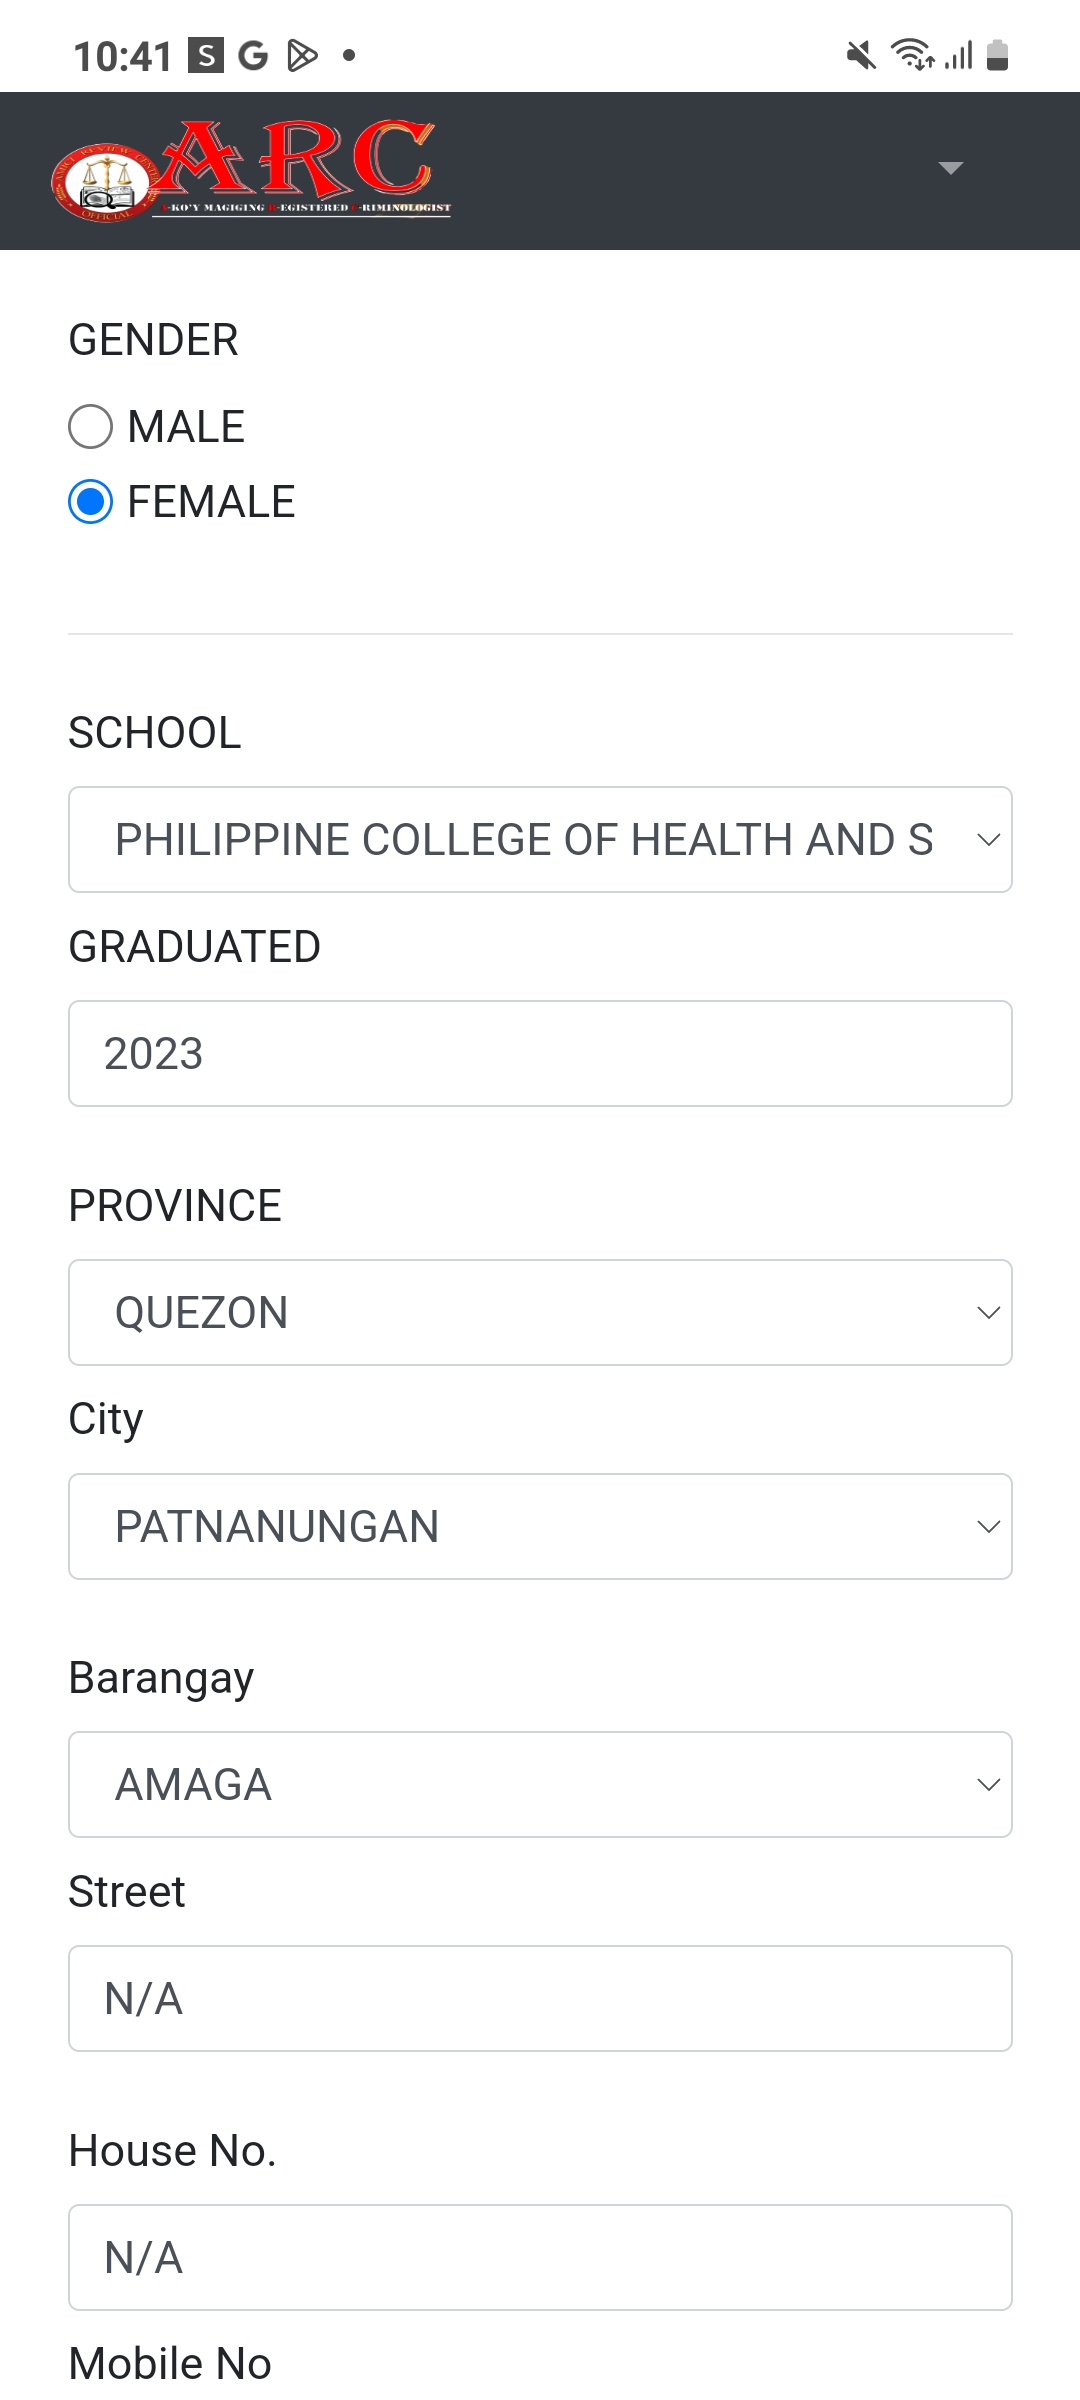 10:41 S G
ARC
-KO'Y MAGIGING R-EGISTERED C-RIMINOLOGIST
OFFICIAL
GENDER
MALE
FEMALE
SCHOOL
PHILIPPINE COLLEGE OF HEALTH AND S
GRADUATED
2023
PROVINCE
QUEZON
City
PATNANUNGAN
Barangay
AMAGA
Street
N/A
House No.
N/A
Mobile No